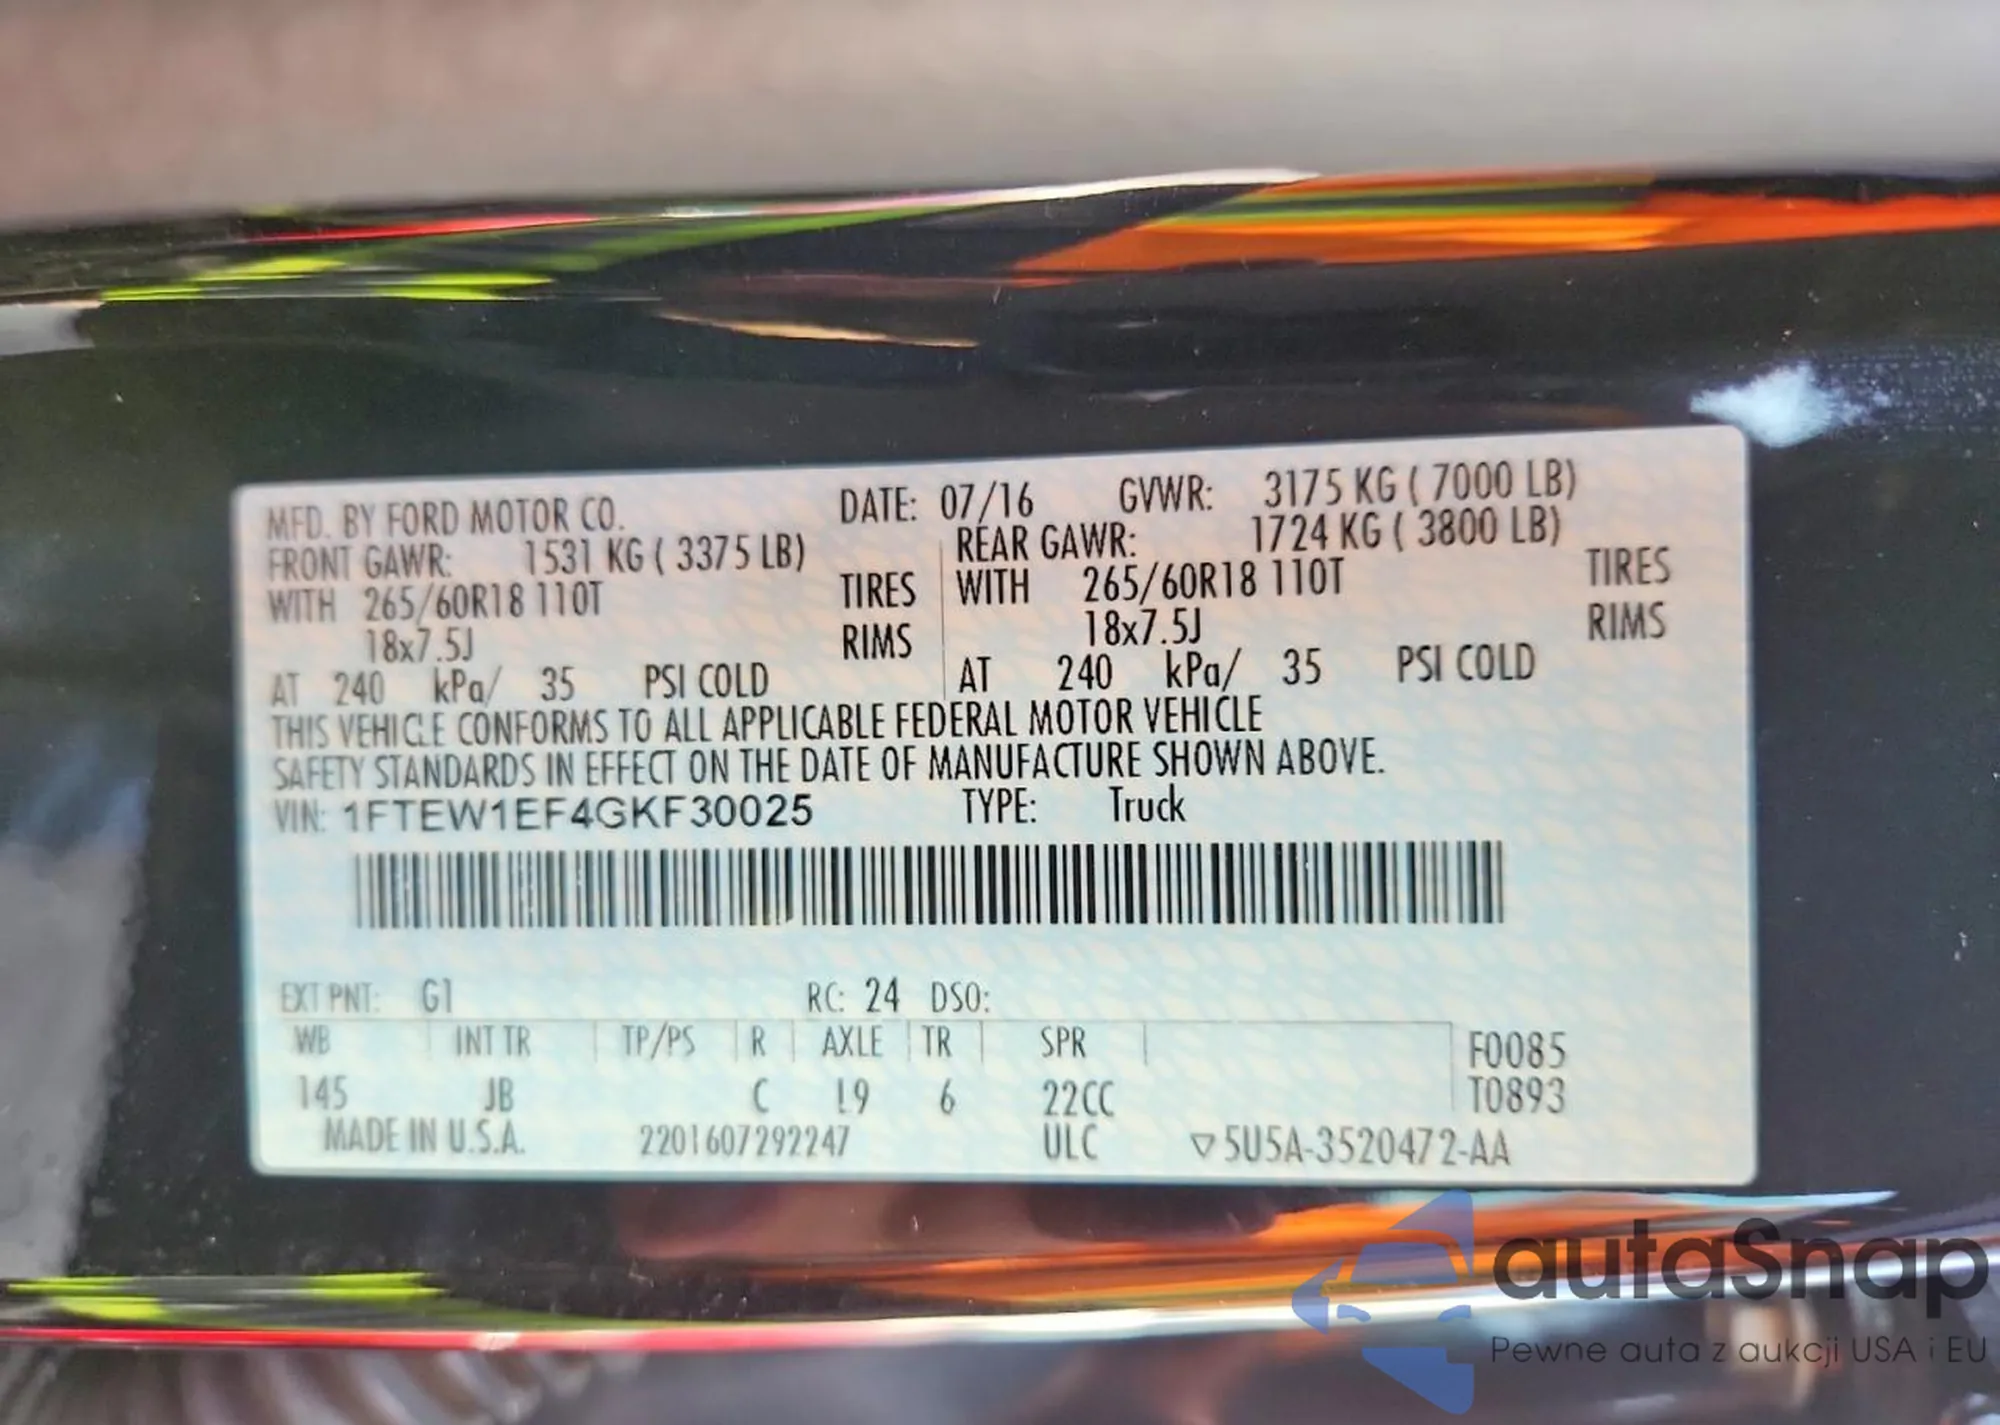 MFD. BY FORD MOTOR CO. DATE: 07/16 GVWR: 3175 KG ( 7000 LB)
FRONT GAWR: 1531 KG ( 3375 LB) REAR GAWR: 1724 KG ( 3800 LB)
WITH 265/60R18 110T TIRES WITH 265/60R18 110T TIRES
18x7.5J RIMS 18x7.5J RIMS
AT 240 kPa/ 35 PSI COLD AT 240 kPa/ 35 PSI COLD
THIS VEHICLE CONFORMS TO ALL APPLICABLE FEDERAL MOTOR VEHICLE
SAFETY STANDARDS IN EFFECT ON THE DATE OF MANUFACTURE SHOWN ABOVE.
VIN: 1FTEW1EF4GKF30025 TYPE: Truck
EXT PNT: G1 RC: 24 DSO:
WB INT TR TP/PS R AXLE TR SPR F0085
145 JB C L9 6 22CC T0893
MADE IN U.S.A. 2201607292247 ULC ▽5U5A-3520472-AA
autaSnap
Pewne auta z aukcji USA i EU